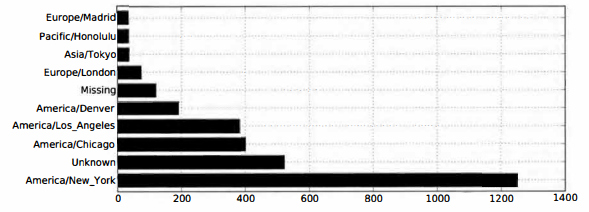 Europe/Madrid
Pacific/Honolulu
Asia/Tokyo
Europe/London
Missing
America/Denver
America/Los_Angeles
America/Chicago
Unknown
America/New_York
0 200 400 600 800 1000 1200 1400